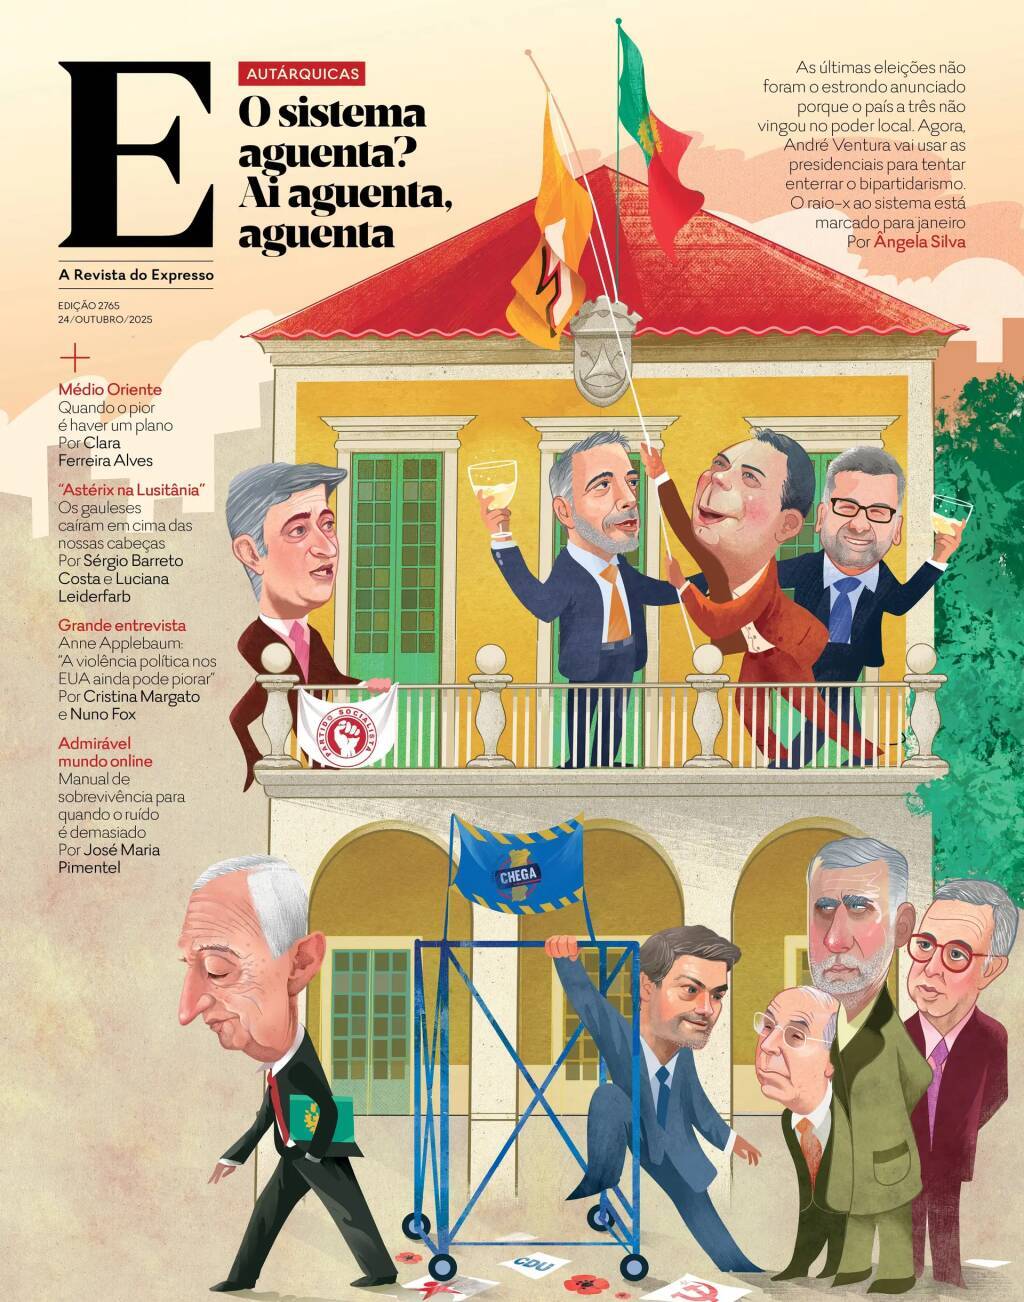 E
A Revista do Expresso
EDIÇÃO 2765
24/OUTUBRO/2025
AUTÁRQUICAS
O sistema
aguenta?
Ai aguenta,
aguenta
As últimas eleições não
foram o estrondo anunciado
porque o país a três não
vingou no poder local. Agora,
André Ventura vai usar as
presidenciais para tentar
enterrar o bipartidarismo.
O raio-x ao sistema está
marcado para janeiro
Por Ângela Silva
+
Médio Oriente
Quando o pior
é haver um plano
Por Clara
Ferreira Alves
“Astérix na Lusitânia”
Os gauleses
caíram em cima das
nossas cabeças
Por Sérgio Barreto
Costa e Luciana
Leiderfarb
Grande entrevista
Anne Applebaum:
“A violência política nos
EUA ainda pode piorar”
Por Cristina Margato
e Nuno Fox
Admirável
mundo online
Manual de
sobrevivência para
quando o ruído
é demasiado
Por José Maria
Pimentel
PARTIDO SOCIALISTA
CHEGA
CDU